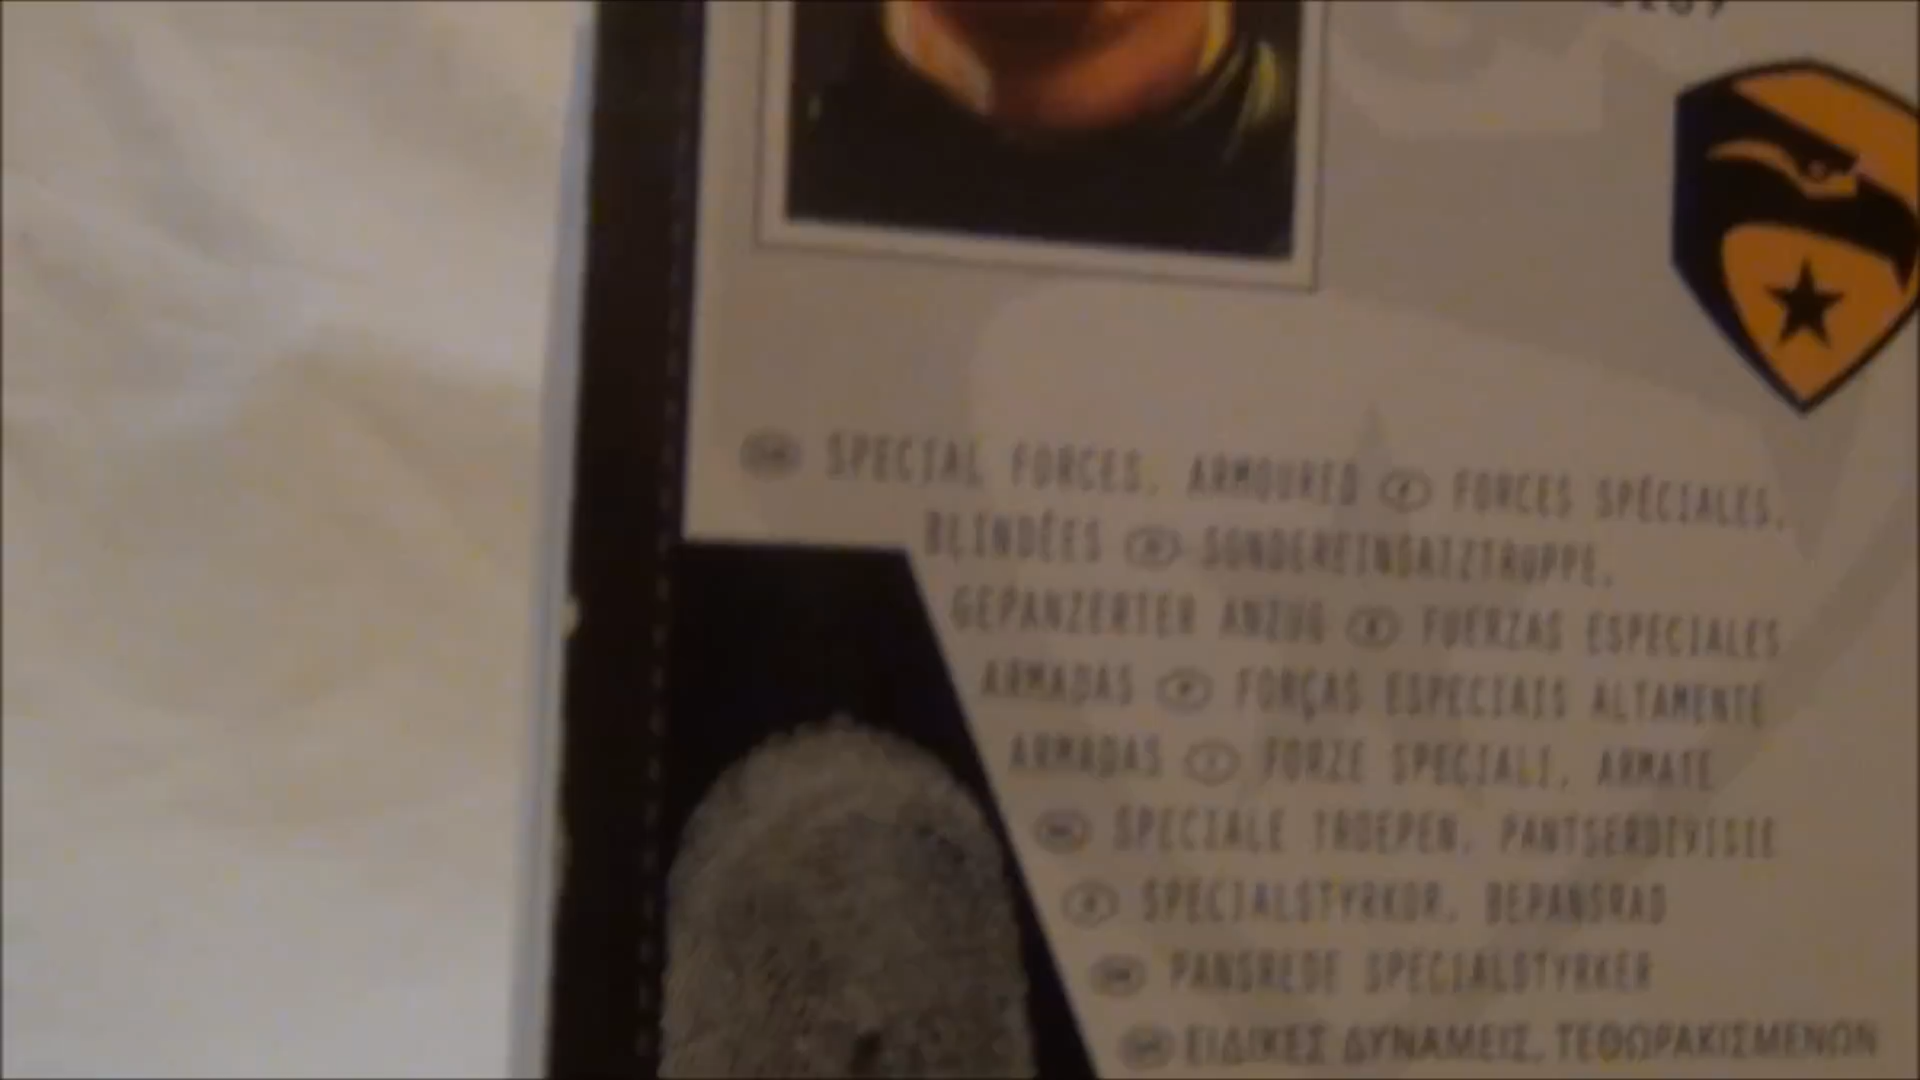 SPECIAL FORCES, ARMOURED F FORCES SPÉCIALES,
BLINDÉES D SONDEREINSATZTRUPPE,
GEPANZERTER ANZUG E FUERZAS ESPECIALES
ARMADAS P FORÇAS ESPECIAIS ALTAMENTE
ARMADAS I FORZE SPECIALI, ARMATE
SPECIALE TROEPEN, PANTSERDIVISIE
SPECIALSTYRKOR, BEPANSRAD
PANSREDE SPECIALSTYRKER
ΕΙΔΙΚΕΣ ΔΥΝΑΜΕΙΣ, ΤΕΘΩΡΑΚΙΣΜΕΝΩΝ